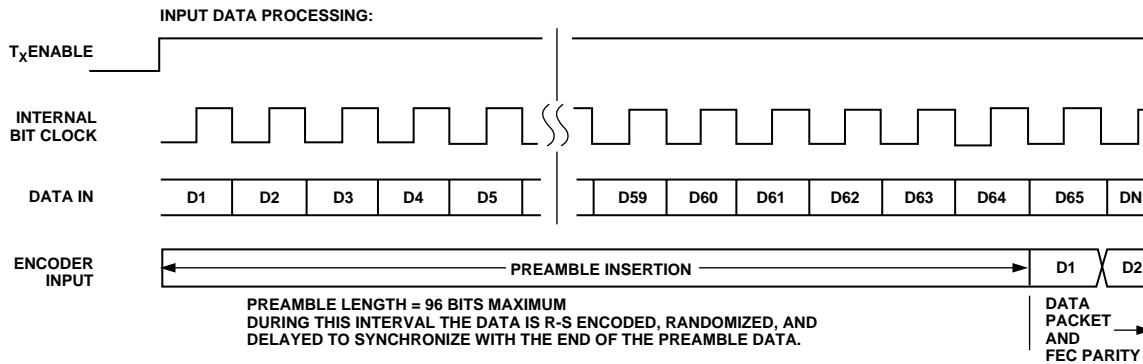 INPUT DATA PROCESSING:
TXENABLE
INTERNAL
BIT CLOCK
DATA IN
D1 D2 D3 D4 D5 D59 D60 D61 D62 D63 D64 D65 DN
ENCODER
INPUT
PREAMBLE INSERTION D1 D2
PREAMBLE LENGTH = 96 BITS MAXIMUM
DURING THIS INTERVAL THE DATA IS R-S ENCODED, RANDOMIZED, AND
DELAYED TO SYNCHRONIZE WITH THE END OF THE PREAMBLE DATA.
DATA
PACKET
AND
FEC PARITY